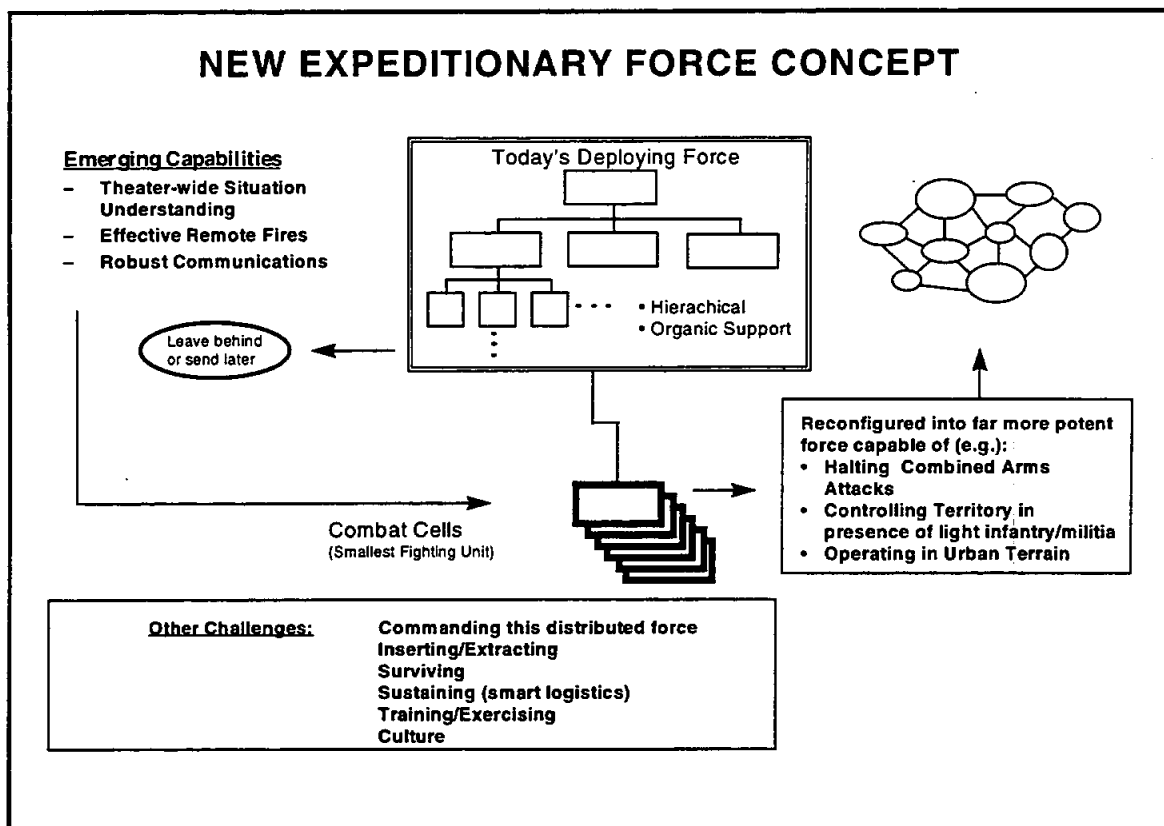 NEW EXPEDITIONARY FORCE CONCEPT
Emerging Capabilities
– Theater-wide Situation
Understanding
– Effective Remote Fires
– Robust Communications
Today's Deploying Force
• Hierachical
• Organic Support
Leave behind
or send later
Combat Cells
(Smallest Fighting Unit)
Reconfigured into far more potent
force capable of (e.g.):
• Halting Combined Arms
Attacks
• Controlling Territory in
presence of light infantry/militia
• Operating in Urban Terrain
Other Challenges: Commanding this distributed force
Inserting/Extracting
Surviving
Sustaining (smart logistics)
Training/Exercising
Culture